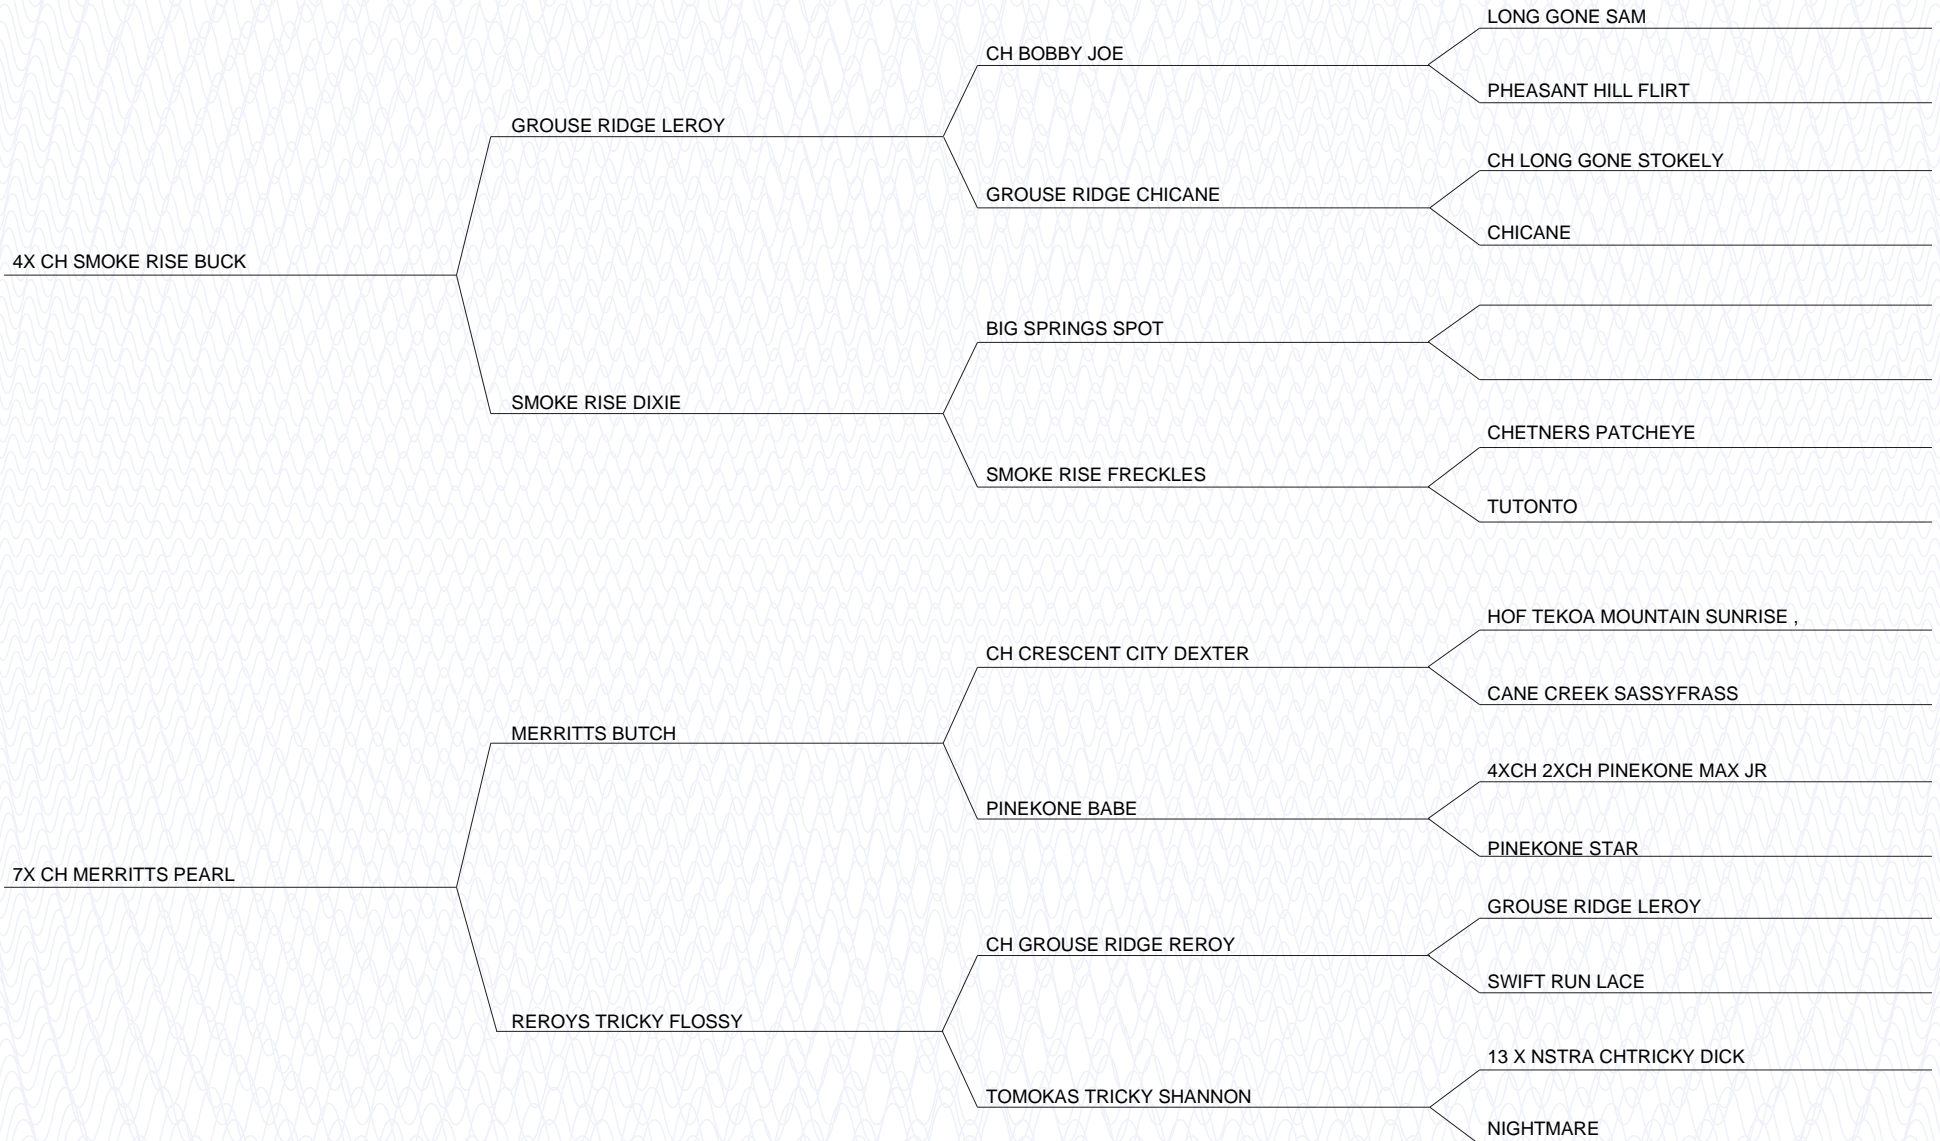 LONG GONE SAM
CH BOBBY JOE
PHEASANT HILL FLIRT
GROUSE RIDGE LEROY
CH LONG GONE STOKELY
GROUSE RIDGE CHICANE
CHICANE
4X CH SMOKE RISE BUCK
BIG SPRINGS SPOT
SMOKE RISE DIXIE
CHETNERS PATCHEYE
SMOKE RISE FRECKLES
TUTONTO
HOF TEKOA MOUNTAIN SUNRISE ,
CH CRESCENT CITY DEXTER
CANE CREEK SASSYFRASS
MERRITTS BUTCH
4XCH 2XCH PINEKONE MAX JR
PINEKONE BABE
PINEKONE STAR
7X CH MERRITTS PEARL
GROUSE RIDGE LEROY
CH GROUSE RIDGE REROY
SWIFT RUN LACE
REROYS TRICKY FLOSSY
13 X NSTRA CHTRICKY DICK
TOMOKAS TRICKY SHANNON
NIGHTMARE